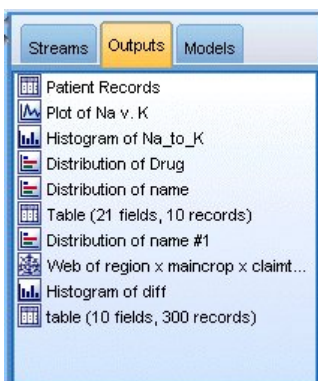 Streams Outputs Models
Patient Records
Plot of Na v. K
Histogram of Na_to_K
Distribution of Drug
Distribution of name
Table (21 fields, 10 records)
Distribution of name #1
Web of region x maincrop x claimt...
Histogram of diff
table (10 fields, 300 records)